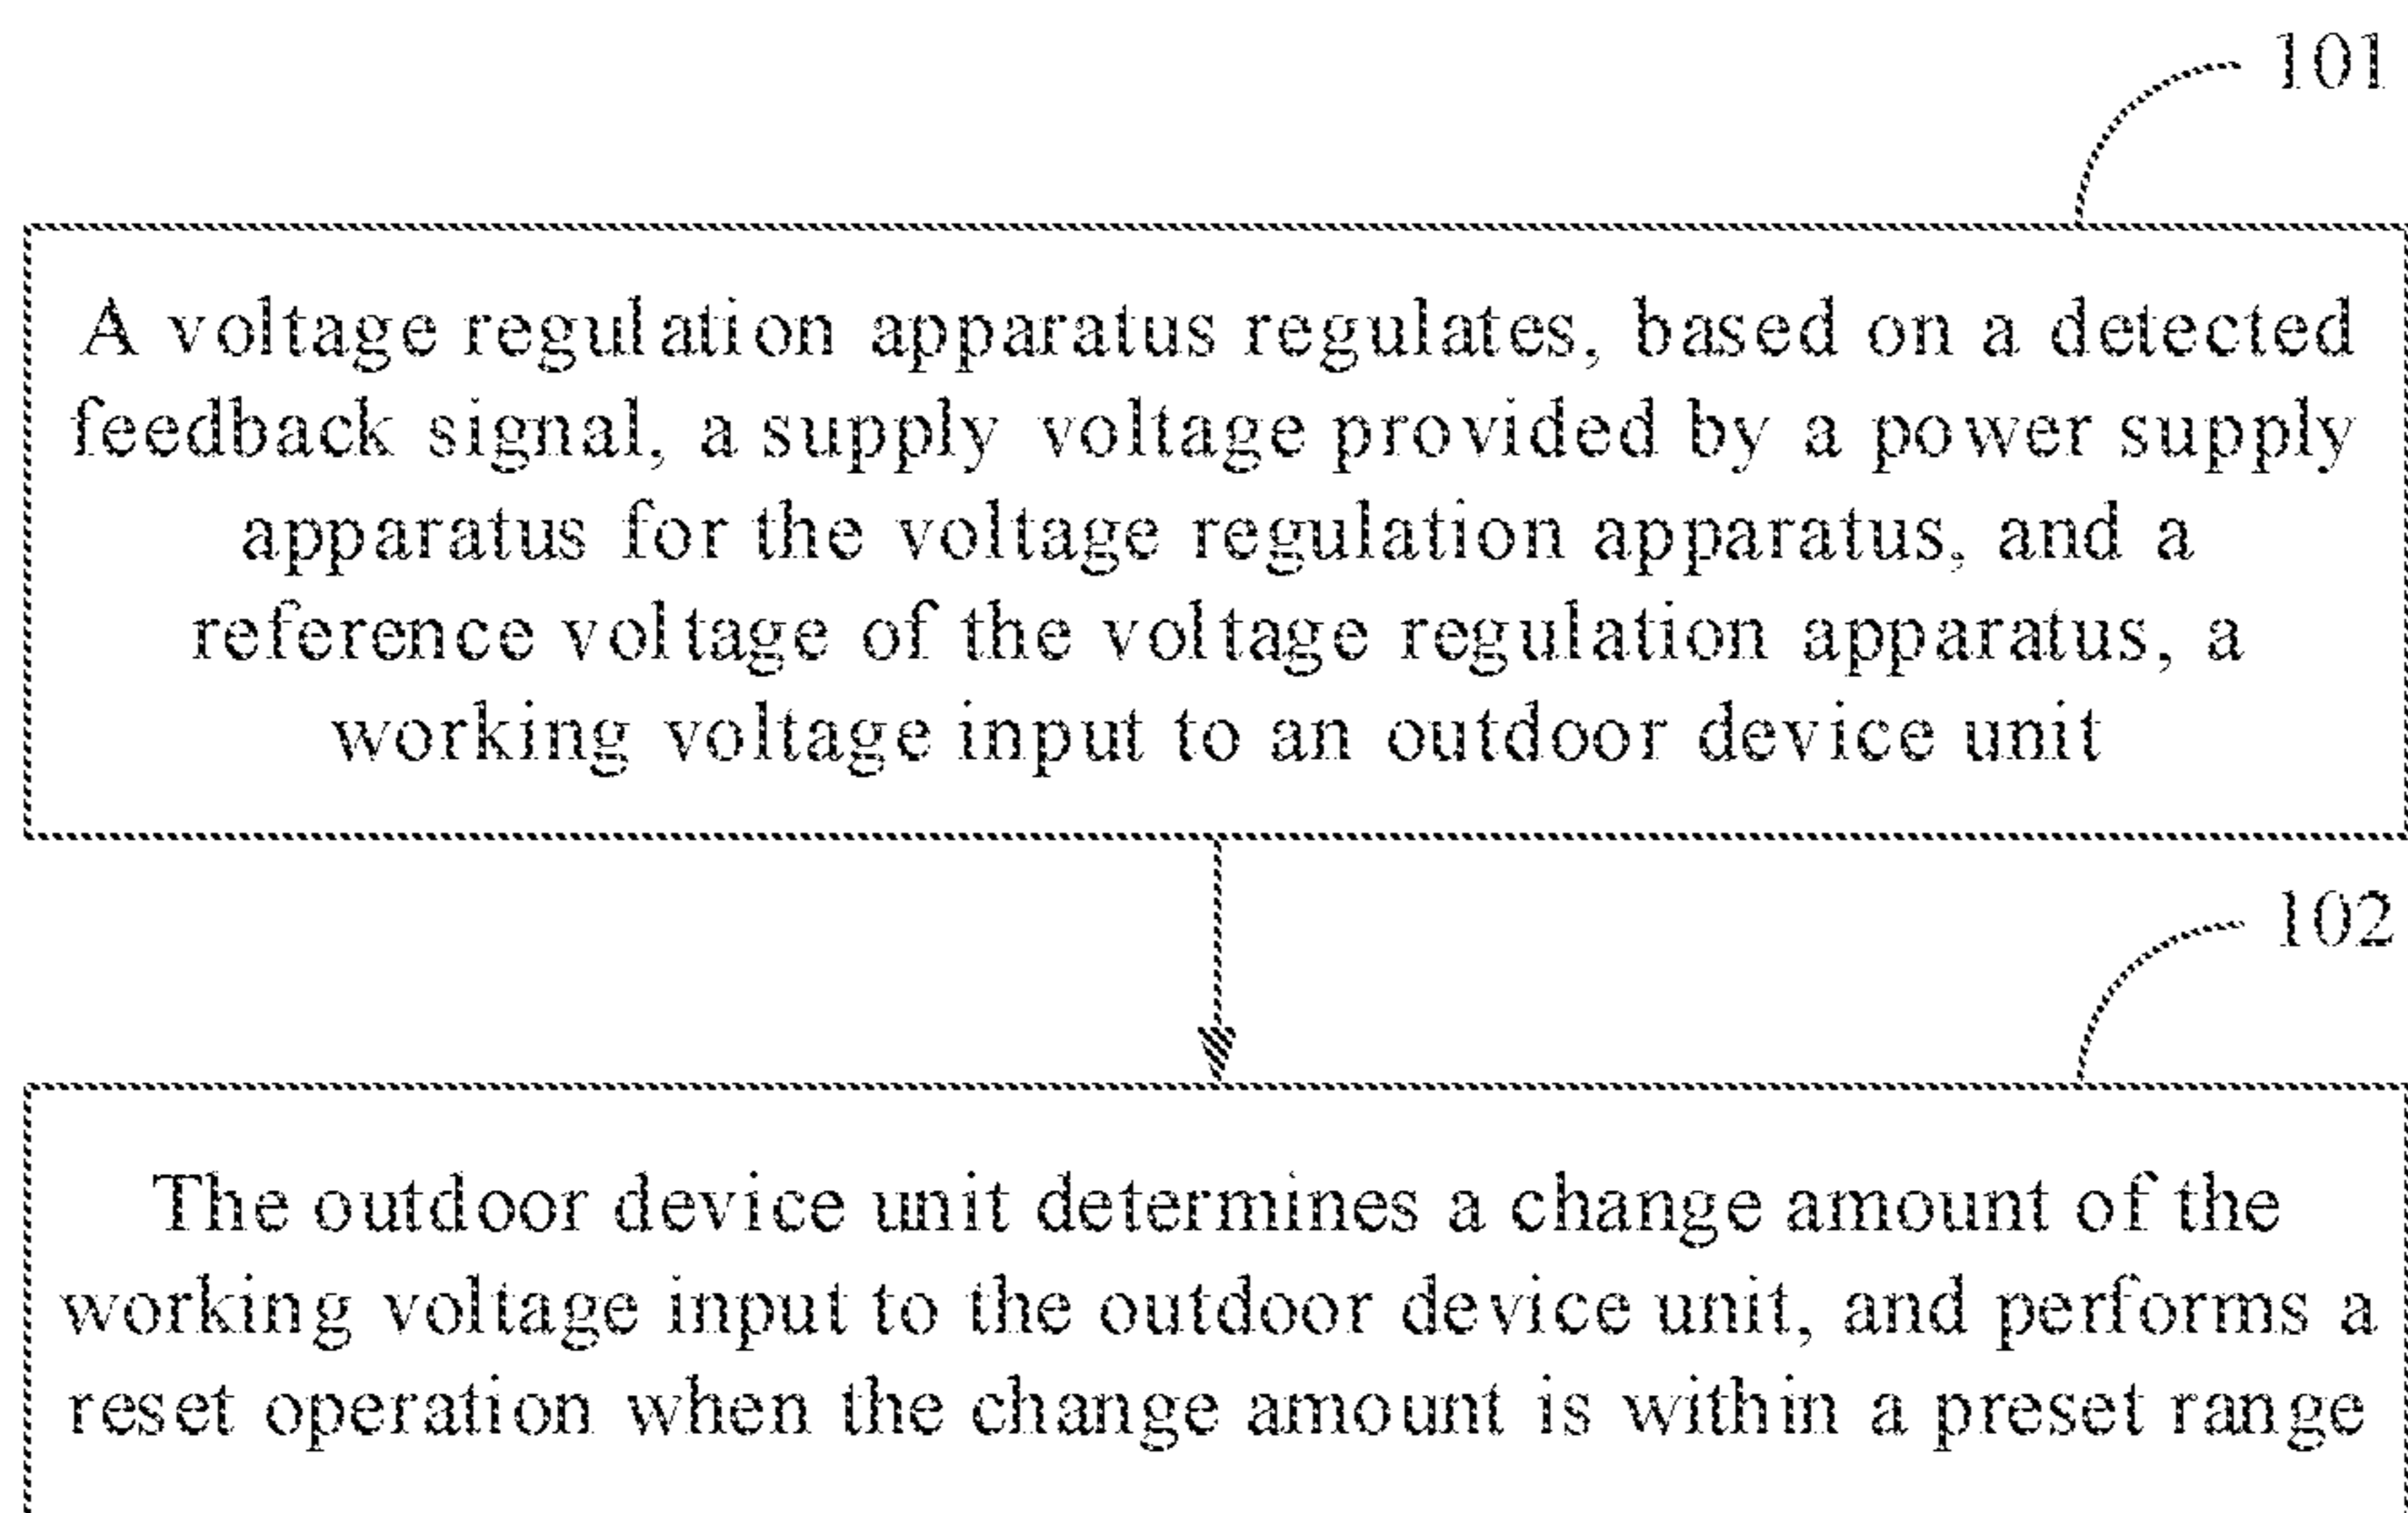 101
A voltage regulation apparatus regulates, based on a detected
feedback signal, a supply voltage provided by a power supply
apparatus for the voltage regulation apparatus, and a
reference voltage of the voltage regulation apparatus, a
working voltage input to an outdoor device unit
102
The outdoor device unit determines a change amount of the
working voltage input to the outdoor device unit, and performs a
reset operation when the change amount is within a preset range